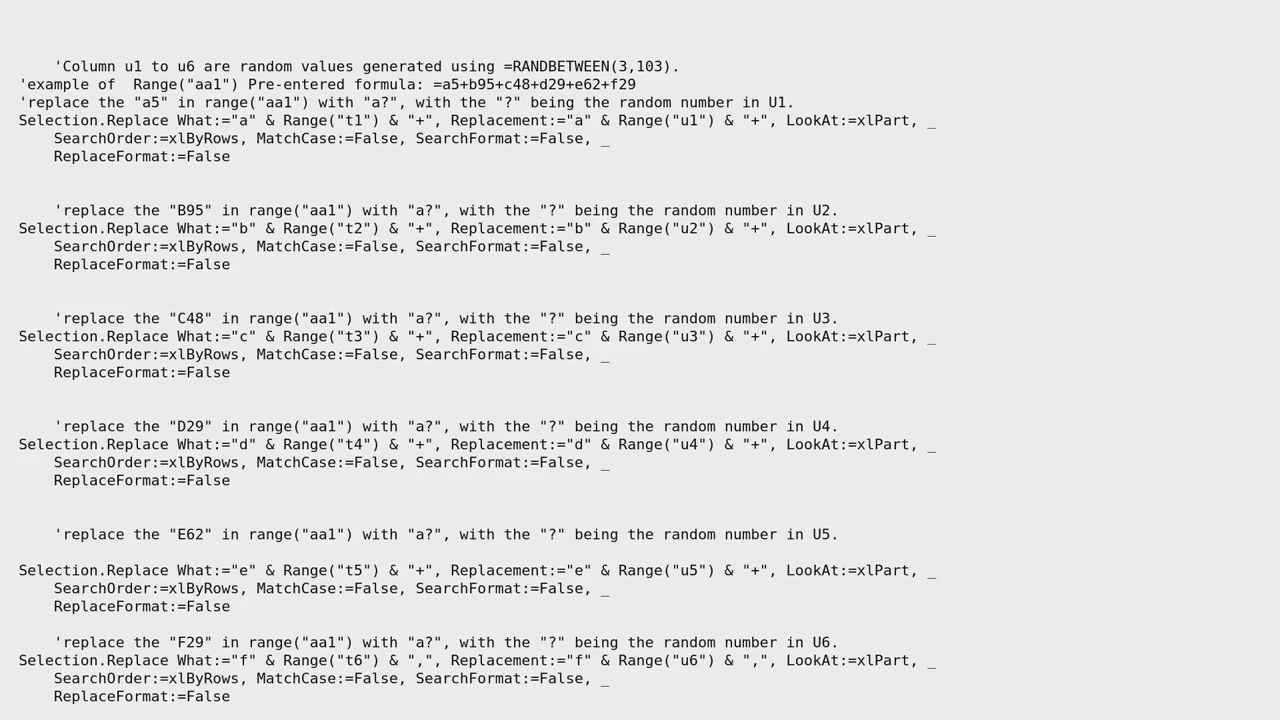 'Column u1 to u6 are random values generated using =RANDBETWEEN(3,103).
'example of  Range("aa1") Pre-entered formula: =a5+b95+c48+d29+e62+f29
'replace the "a5" in range("aa1") with "a?", with the "?" being the random number in U1.
Selection.Replace What:="a" & Range("t1") & "+", Replacement:="a" & Range("u1") & "+", LookAt:=xlPart, _
SearchOrder:=xlByRows, MatchCase:=False, SearchFormat:=False, _
ReplaceFormat:=False
'replace the "B95" in range("aa1") with "a?", with the "?" being the random number in U2.
Selection.Replace What:="b" & Range("t2") & "+", Replacement:="b" & Range("u2") & "+", LookAt:=xlPart, _
SearchOrder:=xlByRows, MatchCase:=False, SearchFormat:=False, _
ReplaceFormat:=False
'replace the "C48" in range("aa1") with "a?", with the "?" being the random number in U3.
Selection.Replace What:="c" & Range("t3") & "+", Replacement:="c" & Range("u3") & "+", LookAt:=xlPart, _
SearchOrder:=xlByRows, MatchCase:=False, SearchFormat:=False, _
ReplaceFormat:=False
'replace the "D29" in range("aa1") with "a?", with the "?" being the random number in U4.
Selection.Replace What:="d" & Range("t4") & "+", Replacement:="d" & Range("u4") & "+", LookAt:=xlPart, _
SearchOrder:=xlByRows, MatchCase:=False, SearchFormat:=False, _
ReplaceFormat:=False
'replace the "E62" in range("aa1") with "a?", with the "?" being the random number in U5.
Selection.Replace What:="e" & Range("t5") & "+", Replacement:="e" & Range("u5") & "+", LookAt:=xlPart, _
SearchOrder:=xlByRows, MatchCase:=False, SearchFormat:=False, _
ReplaceFormat:=False
'replace the "F29" in range("aa1") with "a?", with the "?" being the random number in U6.
Selection.Replace What:="f" & Range("t6") & ",", Replacement:="f" & Range("u6") & ",", LookAt:=xlPart, _
SearchOrder:=xlByRows, MatchCase:=False, SearchFormat:=False, _
ReplaceFormat:=False